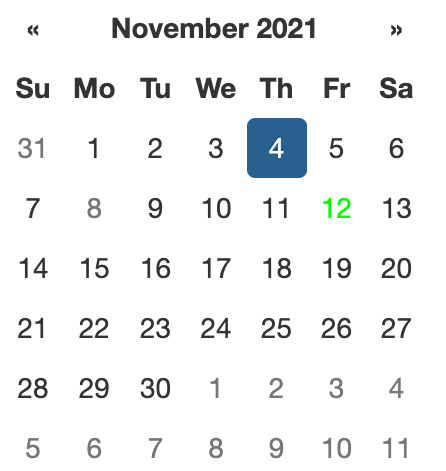 « November 2021 »
Su Mo Tu We Th Fr Sa
31 1 2 3 4 5 6
7 8 9 10 11 12 13
14 15 16 17 18 19 20
21 22 23 24 25 26 27
28 29 30 1 2 3 4
5 6 7 8 9 10 11